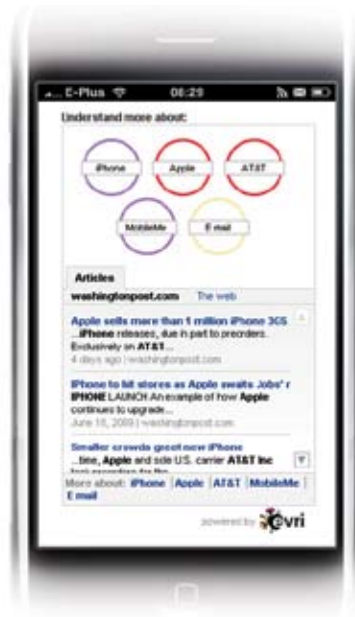 E-Plus 08:29
Understand more about:
iPhone Apple AT&T
MobileMe E mail
Articles
washingtonpost.com The web
Apple sells more than 1 million iPhone 3GS
...iPhone releases, due in part to preorders.
Exclusively on AT&T...
4 days ago | washingtonpost.com
IPhone to hit stores as Apple awaits Jobs' r
IPHONE LAUNCH An example of how Apple
continues to upgrade...
June 18, 2009 | washingtonpost.com
Smaller crowds greet new iPhone
...time, Apple and sole U.S. carrier AT&T Inc
More about: iPhone | Apple | AT&T | MobileMe |
E mail
powered by evri